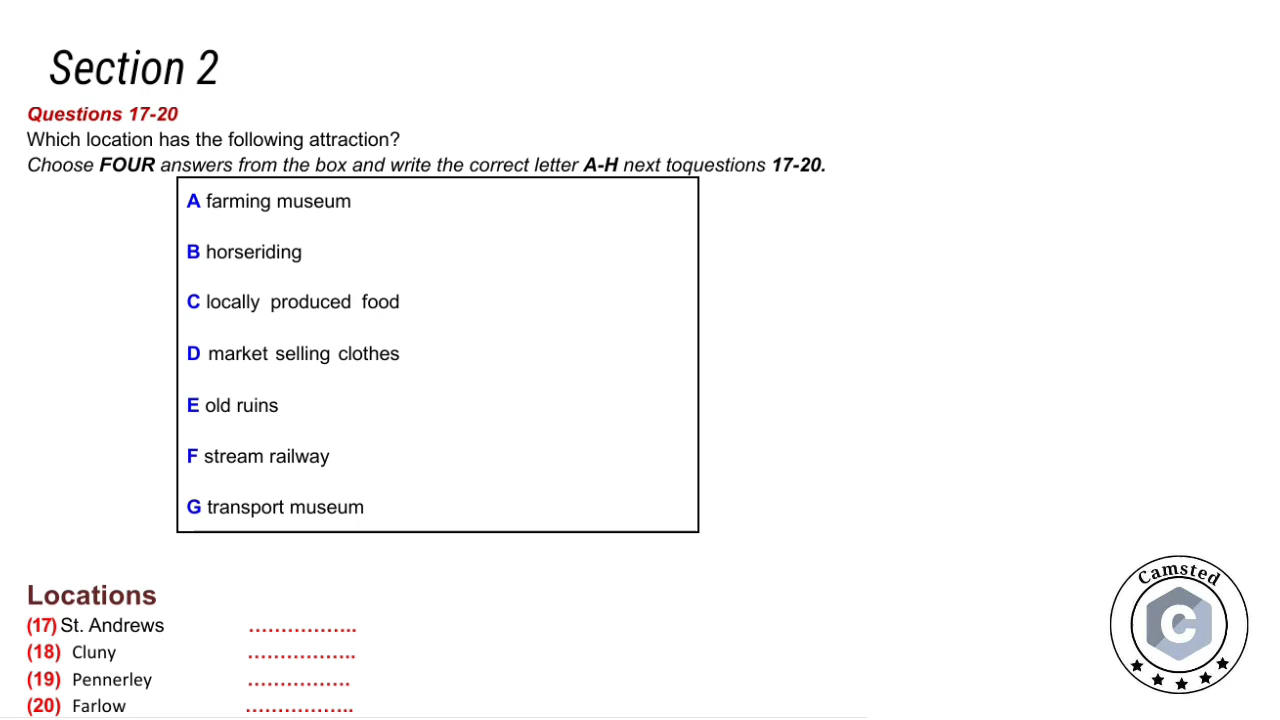 Section 2
Questions 17-20
Which location has the following attraction?
Choose FOUR answers from the box and write the correct letter A-H next toquestions 17-20.
A farming museum
B horseriding
C locally produced food
D market selling clothes
E old ruins
F stream railway
G transport museum
Locations
(17) St. Andrews ……………..
(18) Cluny ……………..
(19) Pennerley …………….
(20) Farlow ……………..
Camsted
C